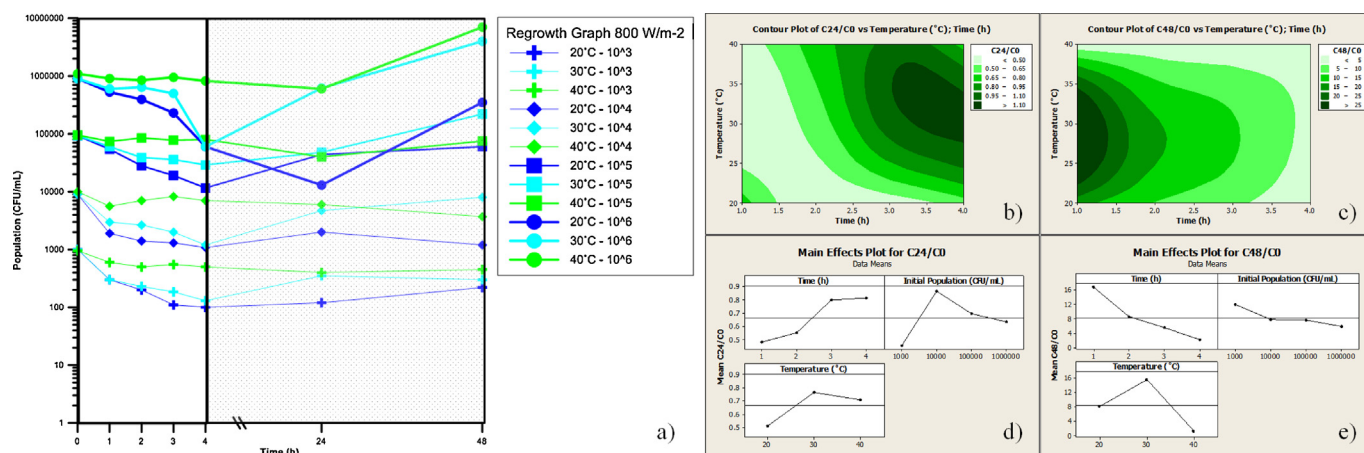 10000000
1000000
100000
10000
1000
100
10
1
Population (CFU/mL)
0 1 2 3 4 24 48
Time (h)
Regrowth Graph 800 W/m-2
20°C - 10^3
30°C - 10^3
40°C - 10^3
20°C - 10^4
30°C - 10^4
40°C - 10^4
20°C - 10^5
30°C - 10^5
40°C - 10^5
20°C - 10^6
30°C - 10^6
40°C - 10^6
a)
Contour Plot of C24/C0 vs Temperature (°C); Time (h)
40
35
30
25
20
Temperature (°C)
1.0 1.5 2.0 2.5 3.0 3.5 4.0
Time (h)
C24/C0
< 0.50
0.50 - 0.65
0.65 - 0.80
0.80 - 0.95
0.95 - 1.10
> 1.10
b)
Contour Plot of C48/C0 vs Temperature (°C); Time (h)
40
35
30
25
20
Temperature (°C)
1.0 1.5 2.0 2.5 3.0 3.5 4.0
Time (h)
C48/C0
< 5
5 - 10
10 - 15
15 - 20
20 - 25
> 25
c)
Main Effects Plot for C24/C0
Data Means
Time (h) Initial Population (CFU/mL)
0.9
0.8
0.7
0.6
0.5
1 2 3 4 1000 10000 100000 1000000
Mean C24/C0
Temperature (°C)
0.9
0.8
0.7
0.6
0.5
20 30 40
d)
Main Effects Plot for C48/C0
Data Means
Time (h) Initial Population (CFU/mL)
16
12
8
4
0
1 2 3 4 1000 10000 100000 1000000
Mean C48/C0
Temperature (°C)
16
12
8
4
0
20 30 40
e)